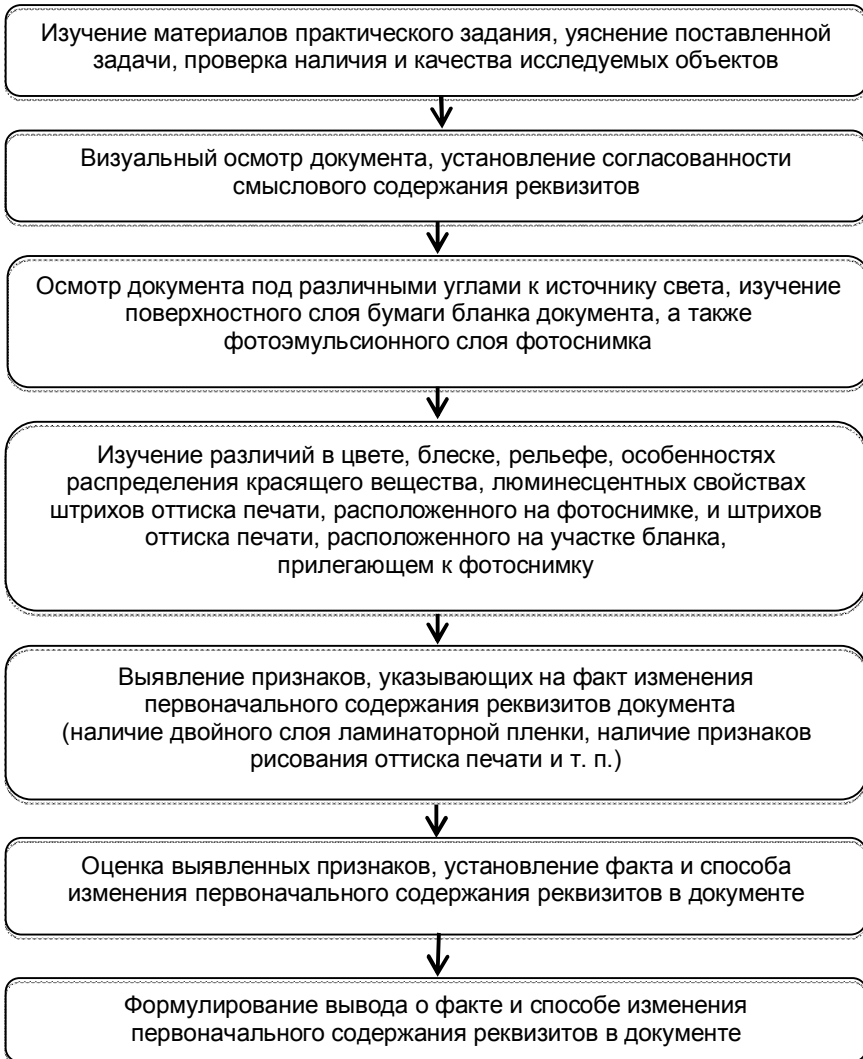 Изучение материалов практического задания, уяснение поставленной
задачи, проверка наличия и качества исследуемых объектов
Визуальный осмотр документа, установление согласованности
смыслового содержания реквизитов
Осмотр документа под различными углами к источнику света, изучение
поверхностного слоя бумаги бланка документа, а также
фотоэмульсионного слоя фотоснимка
Изучение различий в цвете, блеске, рельефе, особенностях
распределения красящего вещества, люминесцентных свойствах
штрихов оттиска печати, расположенного на фотоснимке, и штрихов
оттиска печати, расположенного на участке бланка,
прилегающем к фотоснимку
Выявление признаков, указывающих на факт изменения
первоначального содержания реквизитов документа
(наличие двойного слоя ламинаторной пленки, наличие признаков
рисования оттиска печати и т. п.)
Оценка выявленных признаков, установление факта и способа
изменения первоначального содержания реквизитов в документе
Формулирование вывода о факте и способе изменения
первоначального содержания реквизитов в документе